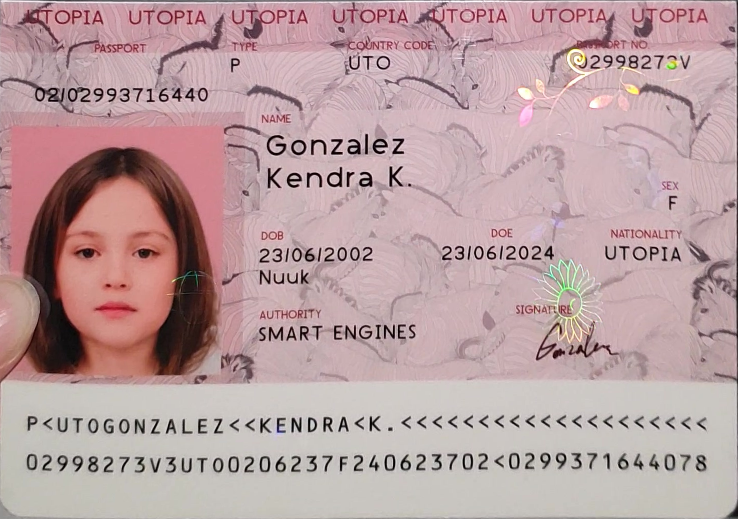 UTOPIA UTOPIA UTOPIA UTOPIA UTOPIA UTOPIA UTOPIA
PASSPORT TYPE COUNTRY CODE PASSPORT NO.
P UTO 02998273V
02/02993716440
NAME
Gonzalez
Kendra K.
SEX
F
DOB DOE NATIONALITY
23/06/2002 23/06/2024 UTOPIA
Nuuk
AUTHORITY SIGNATURE
SMART ENGINES
Gonzalez
P<UTOGONZALEZ<<KENDRA<K.<<<<<<<<<<<<<<<<<<<<
02998273V3UTO0206237F240623702<0299371644078